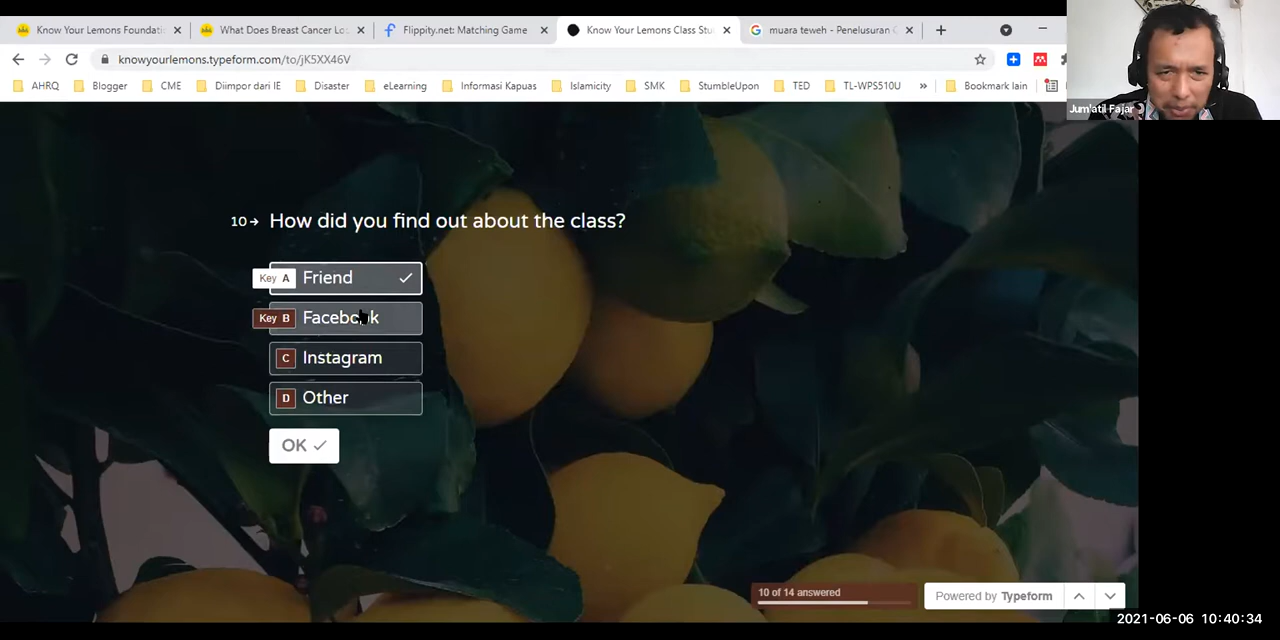 Know Your Lemons Foundati
What Does Breast Cancer Lo
Flippity.net: Matching Game
Know Your Lemons Class Stu
muara teweh - Penelusuran
knowyourlemons.typeform.com/to/jK5XX46V
AHRQ
Blogger
CME
Diimpor dari IE
Disaster
eLearning
Informasi Kapuas
Islamicity
SMK
StumbleUpon
TED
TL-WPS510U
»
Bookmark lain
Jum'atil Fajar
10 How did you find out about the class?
Key A Friend
Key B Facebook
C Instagram
D Other
OK
10 of 14 answered
Powered by Typeform
2021-06-06 10:40:34